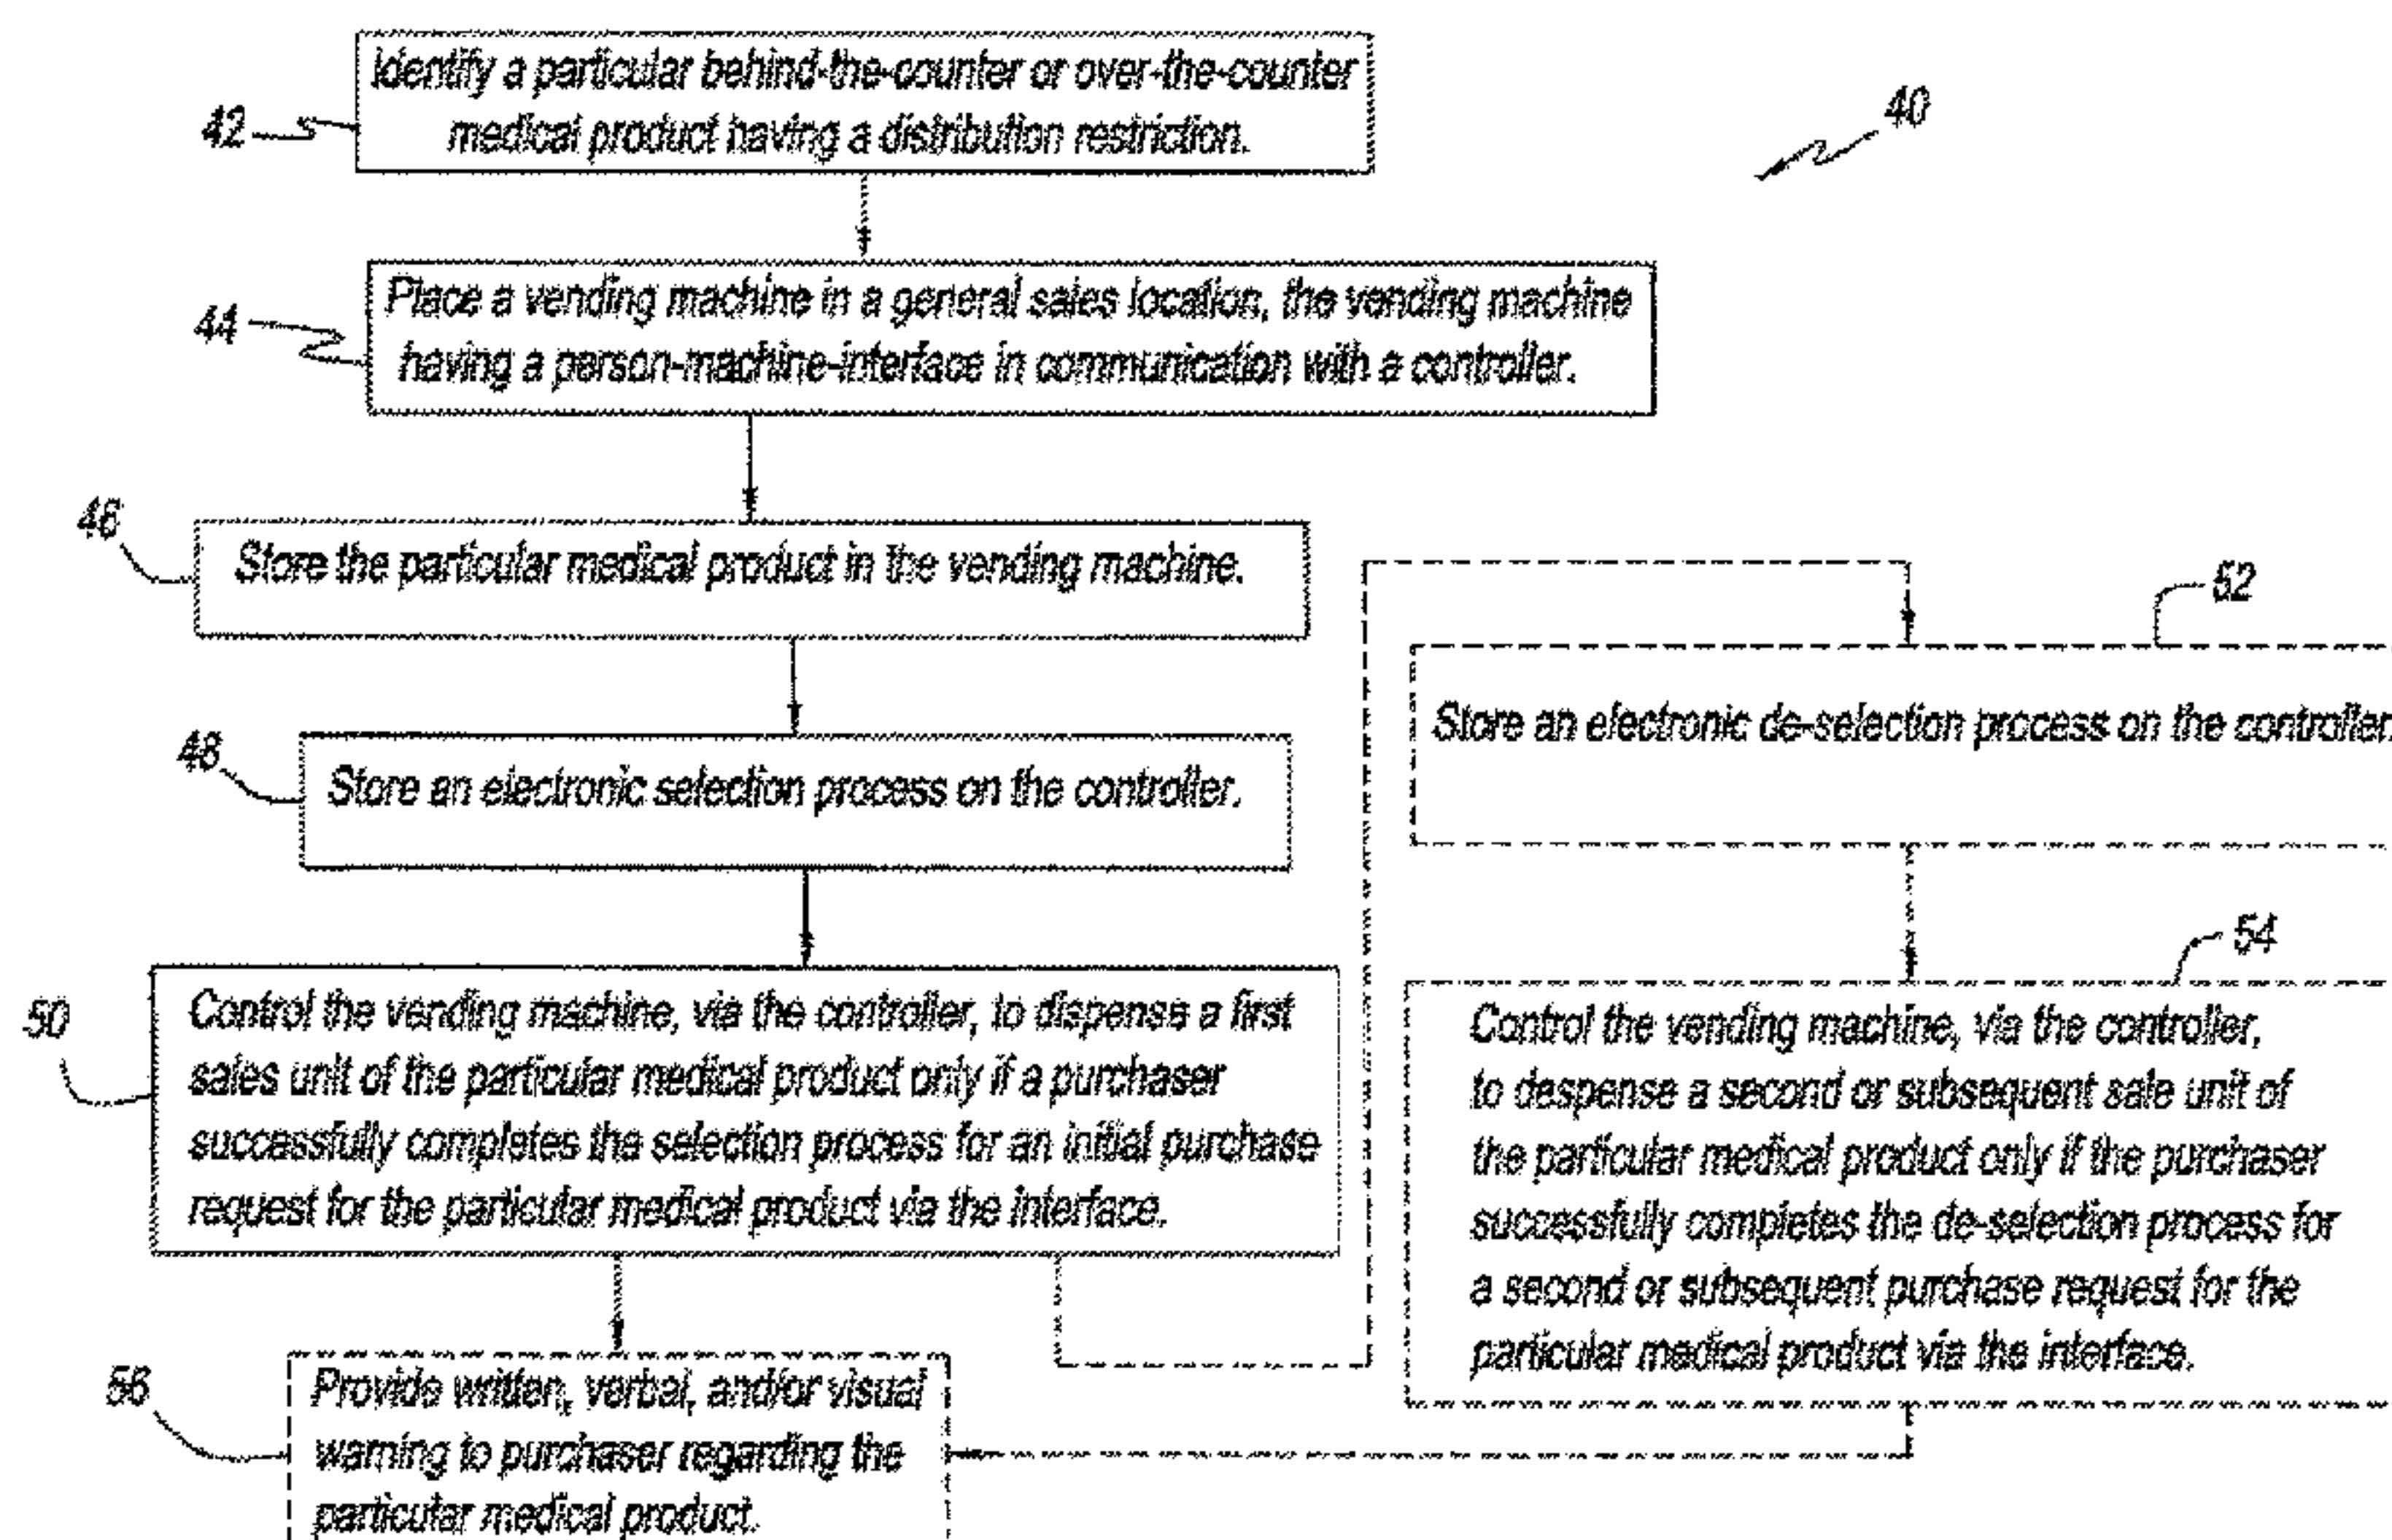 Identify a particular behind-the-counter or over-the-counter
medical product having a distribution restriction.
42
40
Place a vending machine in a general sales location, the vending machine
having a person-machine-interface in communication with a controller.
44
46
Store the particular medical product in the vending machine.
48
Store an electronic selection process on the controller.
50
Control the vending machine, via the controller, to dispense a first
sales unit of the particular medical product only if a purchaser
successfully completes the selection process for an initial purchase
request for the particular medical product via the interface.
52
Store an electronic de-selection process on the controller.
54
Control the vending machine, via the controller,
to despense a second or subsequent sale unit of
the particular medical product only if the purchaser
successfully completes the de-selection process for
a second or subsequent purchase request for the
particular medical product via the interface.
56
Provide written, verbal, and/or visual
warning to purchaser regarding the
particular medical product.